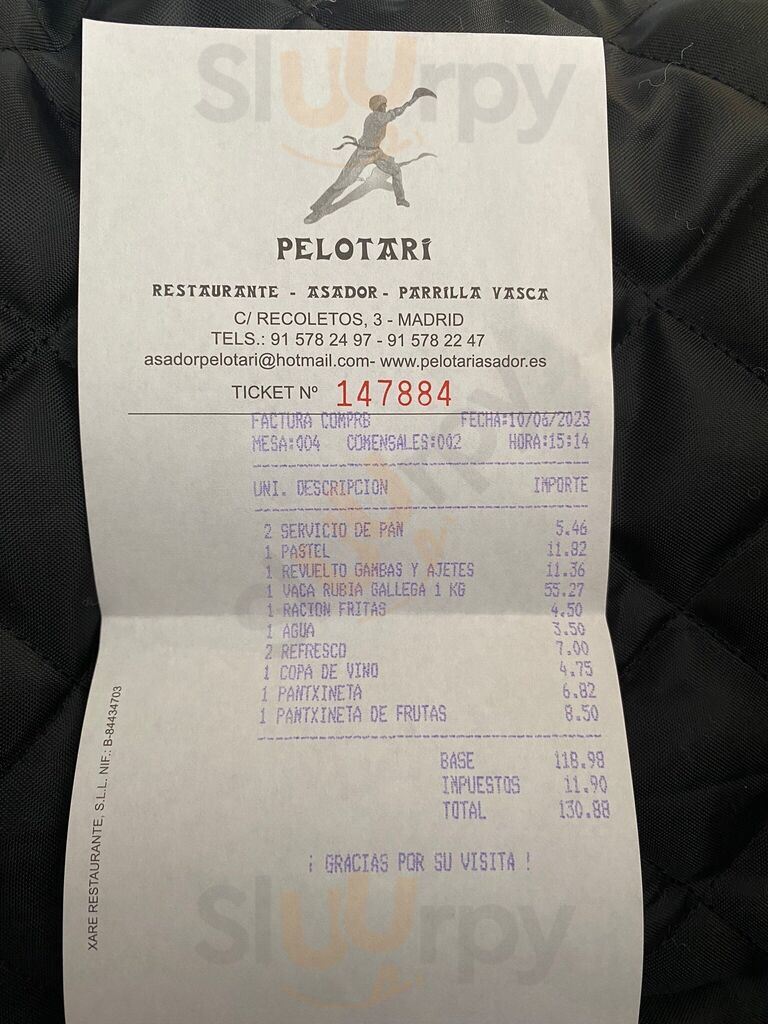 Sluurpy
PELOTARI
RESTAURANTE - ASADOR - PARRILLA VASCA
C/ RECOLETOS, 3 - MADRID
TELS.: 91 578 24 97 - 91 578 22 47
asadorpelotari@hotmail.com- www.pelotariasador.es
TICKET Nº 147884
FACTURA COMPRB FECHA:10/06/2023
MESA:004 COMENSALES:002 HORA:15:14
UNI. DESCRIPCION IMPORTE
2 SERVICIO DE PAN 5.46
1 PASTEL 11.82
1 REVUELTO GAMBAS Y AJETES 11.36
1 VACA RUBIA GALLEGA 1 KG 55.27
1 RACION FRITAS 4.50
1 AGUA 3.50
2 REFRESCO 7.00
1 COPA DE VINO 4.75
1 PANTXINETA 6.82
1 PANTXINETA DE FRUTAS 8.50
BASE 118.98
IMPUESTOS 11.90
TOTAL 130.88
¡ GRACIAS POR SU VISITA !
XARE RESTAURANTE, S.L.L. NIF.: B-84434703
Sluurpy